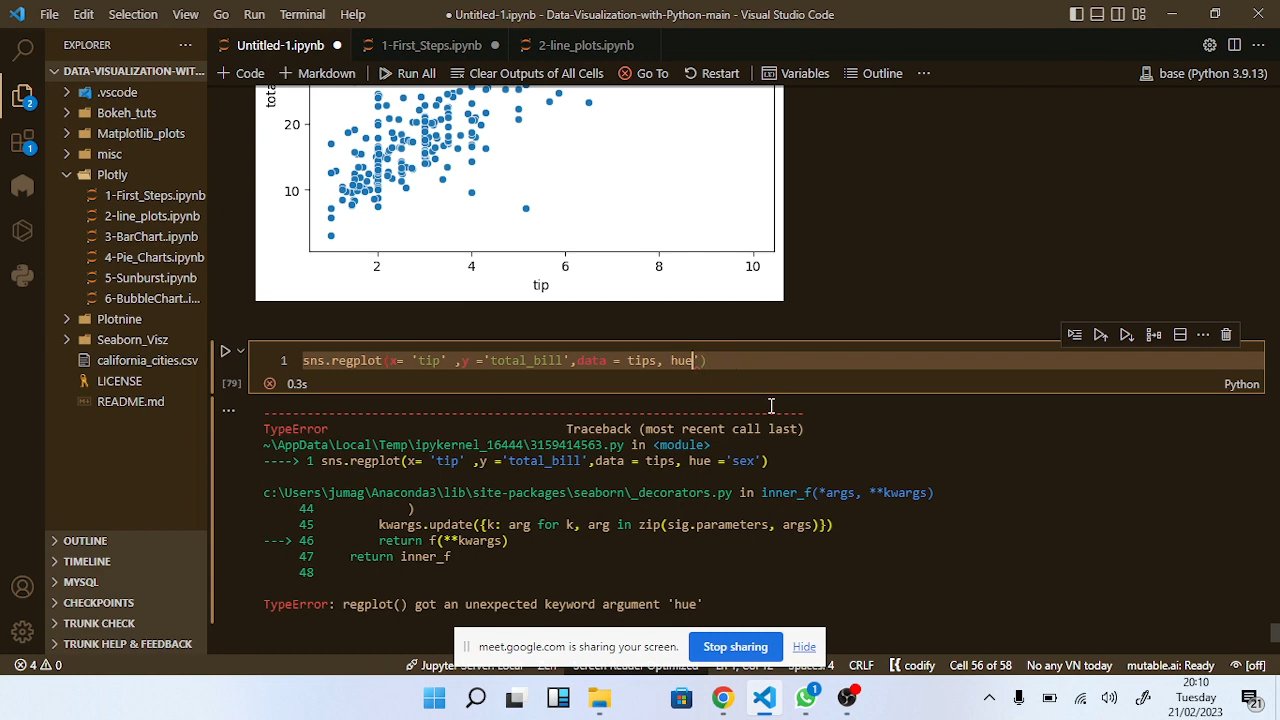 File Edit Selection View Go Run Terminal Help
● Untitled-1.ipynb - Data-Visualization-with-Python-main - Visual Studio Code
EXPLORER
Untitled-1.ipynb ● 1-First_Steps.ipynb ● 2-line_plots.ipynb
DATA-VISUALIZATION-WIT...
+ Code + Markdown Run All Clear Outputs of All Cells Go To Restart Variables Outline ... base (Python 3.9.13)
.vscode
Bokeh_tuts
Matplotlib_plots
misc
Plotly
1-First_Steps.ipynb
2-line_plots.ipynb
3-BarChart..ipynb
4-Pie_Charts.ipynb
5-Sunburst.ipynb
6-BubbleChart..i...
Plotnine
Seaborn_Visz
california_cities.csv
LICENSE
README.md
OUTLINE
TIMELINE
MYSQL
CHECKPOINTS
TRUNK CHECK
TRUNK HELP & FEEDBACK
2
1
20
10
2 4 6 8 10
tip
1 sns.regplot(x= 'tip' ,y ='total_bill',data = tips, hue')
[79] 0.3s Python
...
---------------------------------------------------------------------------
TypeError Traceback (most recent call last)
~\AppData\Local\Temp\ipykernel_16444\3159414563.py in <module>
----> 1 sns.regplot(x= 'tip' ,y ='total_bill',data = tips, hue ='sex')
c:\Users\jumag\Anaconda3\lib\site-packages\seaborn\_decorators.py in inner_f(*args, **kwargs)
44 )
45 kwargs.update({k: arg for k, arg in zip(sig.parameters, args)})
---> 46 return f(**kwargs)
47 return inner_f
48
TypeError: regplot() got an unexpected keyword argument 'hue'
meet.google.com is sharing your screen. Stop sharing Hide
4 0 Cell 56 of 58 No any VN today mutable.ai: Ready CRLF codify
1
20:10
Tuesday
21/02/2023
21